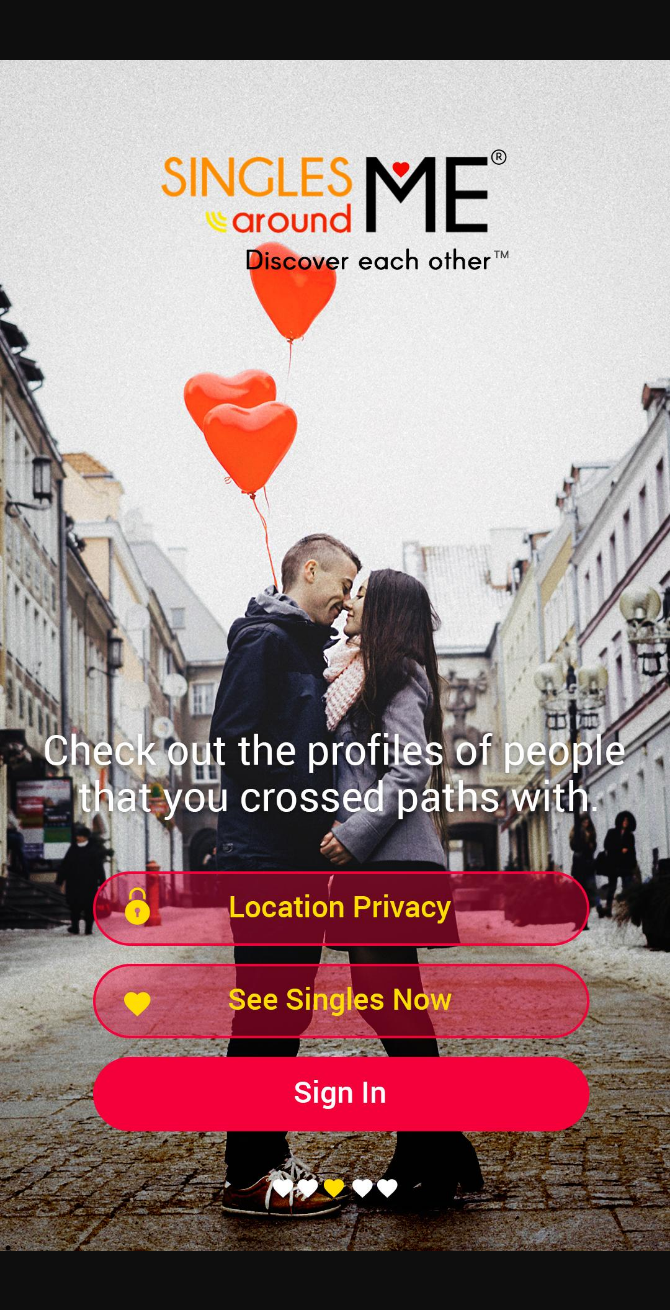 SINGLES
around
ME®
Discover each other™
Check out the profiles of people
that you crossed paths with.
Location Privacy
See Singles Now
Sign In